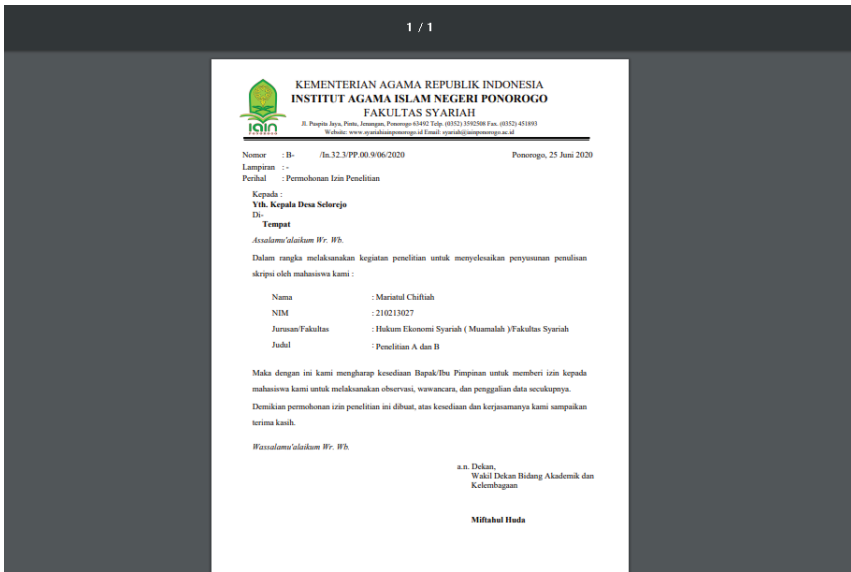 1 / 1
KEMENTERIAN AGAMA REPUBLIK INDONESIA
INSTITUT AGAMA ISLAM NEGERI PONOROGO
FAKULTAS SYARIAH
Jl. Puspita Jaya, Pintu, Jenangan, Ponorogo 63492 Telp. (0352) 3592508 Fax. (0352) 451893
Website: www.syariahiainponorogo.id Email: syariah@iainponorogo.ac.id
iain
PONOROGO
Nomor : B- /In.32.3/PP.00.9/06/2020 Ponorogo, 25 Juni 2020
Lampiran : -
Perihal : Permohonan Izin Penelitian
Kepada :
Yth. Kepala Desa Selorejo
Di-
Tempat
Assalamu'alaikum Wr. Wb.
Dalam rangka melaksanakan kegiatan penelitian untuk menyelesaikan penyusunan penulisan
skripsi oleh mahasiswa kami :
Nama : Mariatul Chiftiah
NIM : 210213027
Jurusan/Fakultas : Hukum Ekonomi Syariah ( Muamalah )/Fakultas Syariah
Judul : Penelitian A dan B
Maka dengan ini kami mengharap kesediaan Bapak/Ibu Pimpinan untuk memberi izin kepada
mahasiswa kami untuk melaksanakan observasi, wawancara, dan penggalian data secukupnya.
Demikian permohonan izin penelitian ini dibuat, atas kesediaan dan kerjasamanya kami sampaikan
terima kasih.
Wassalamu'alaikum Wr. Wb.
a.n. Dekan,
Wakil Dekan Bidang Akademik dan
Kelembagaan
Miftahul Huda